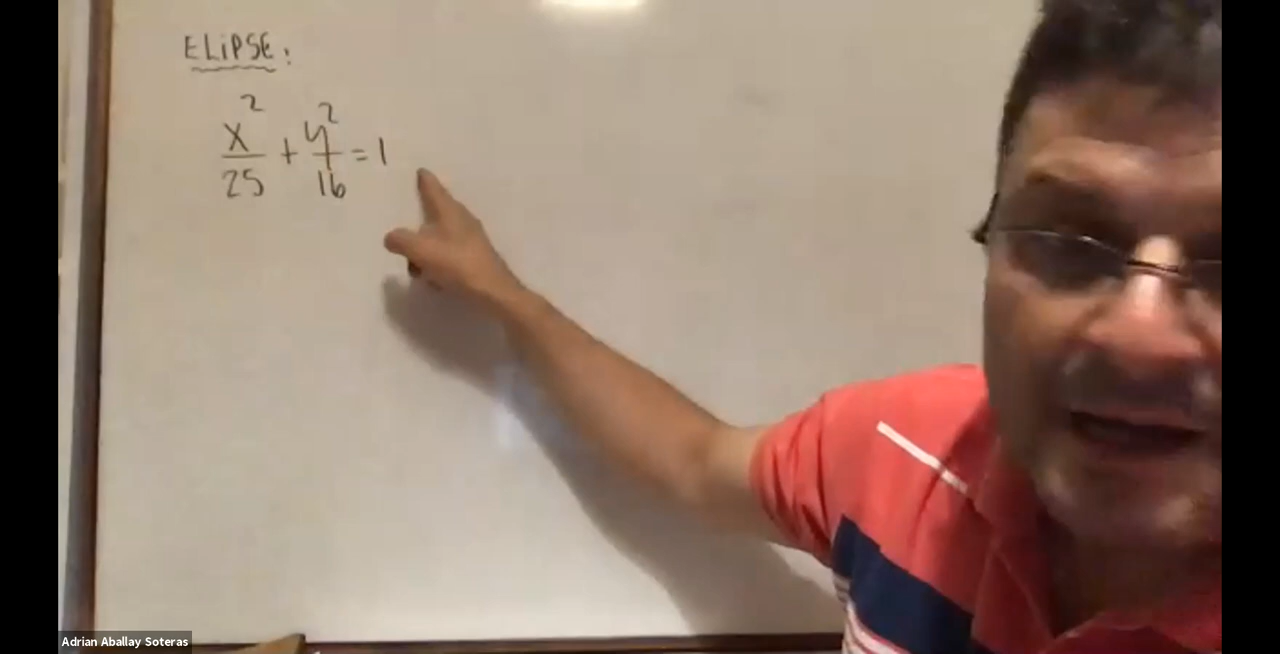 ELiPSE:
x²/25 + y²/16 = 1
Adrian Aballay Soteras